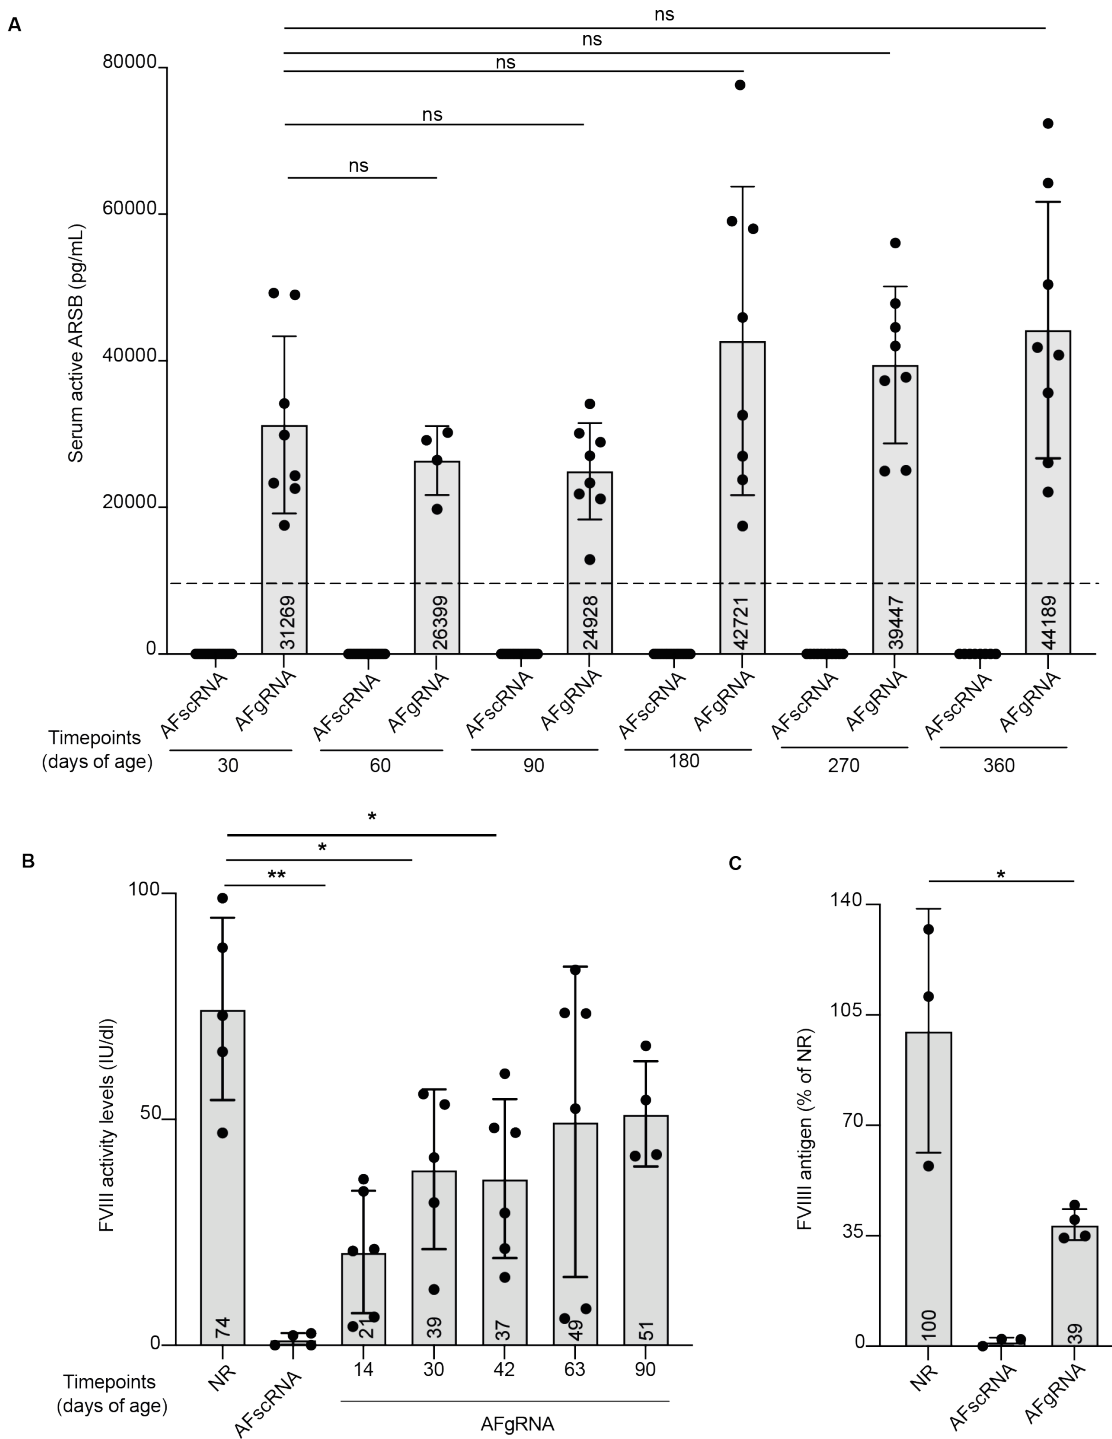 A
ns
ns
ns
ns
ns
Serum active ARSB (pg/mL)
80000
60000
40000
20000
0
31269
26399
24928
42721
39447
44189
AFscRNA
AFgRNA
AFscRNA
AFgRNA
AFscRNA
AFgRNA
AFscRNA
AFgRNA
AFscRNA
AFgRNA
AFscRNA
AFgRNA
Timepoints
(days of age)
30
60
90
180
270
360
B
*
*
**
FVIII activity levels (IU/dl)
100
50
0
74
21
39
37
49
51
NR
AFscRNA
14
30
42
63
90
Timepoints
(days of age)
AFgRNA
C
*
FVIIII antigen (% of NR)
140
105
70
35
0
100
39
NR
AFscRNA
AFgRNA